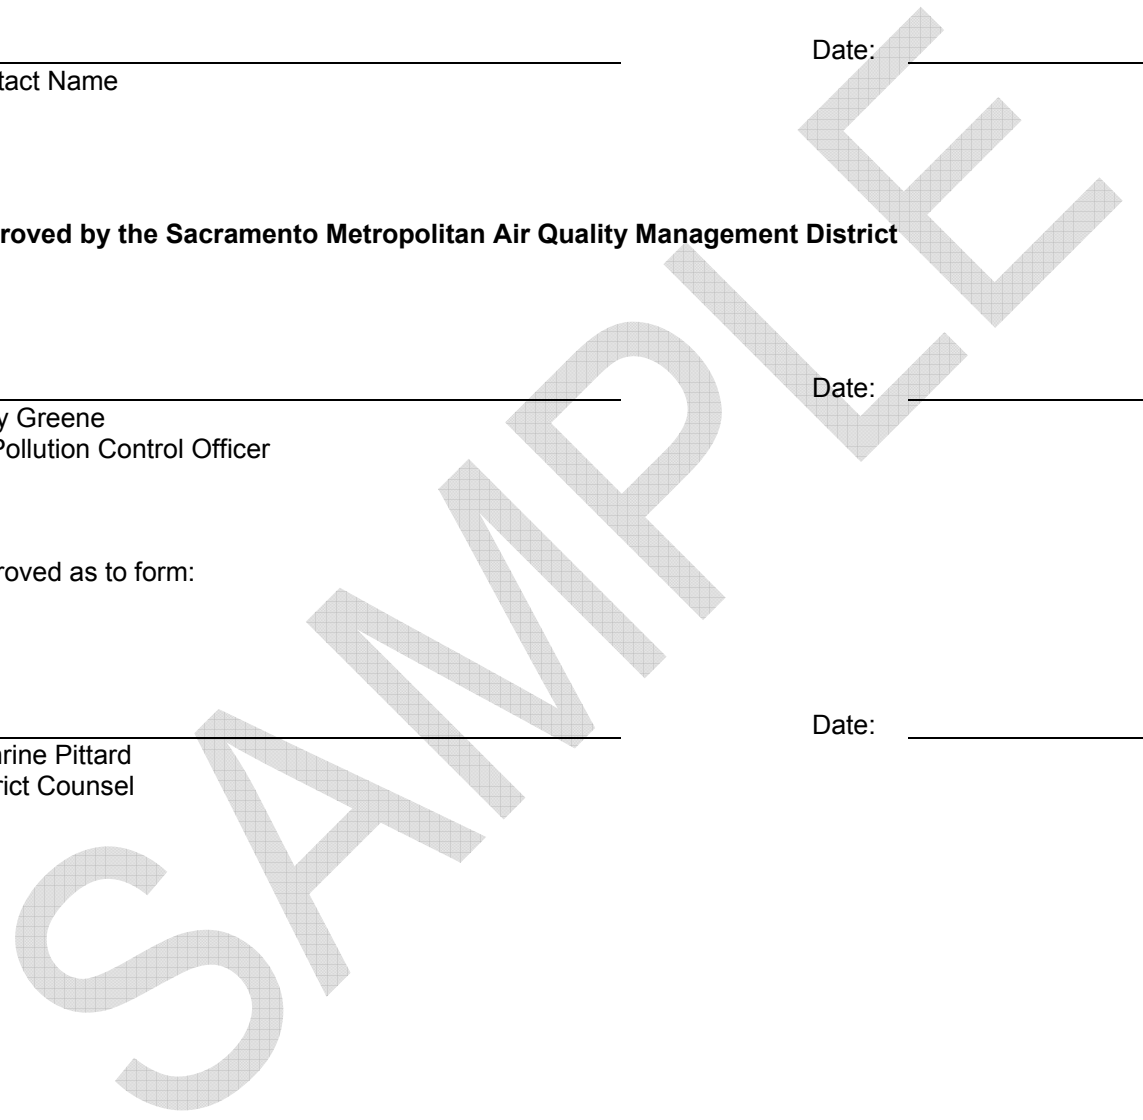 Date:
tact Name
roved by the Sacramento Metropolitan Air Quality Management District
Date:
y Greene
Pollution Control Officer
roved as to form:
Date:
rine Pittard
rict Counsel
SAMPLE